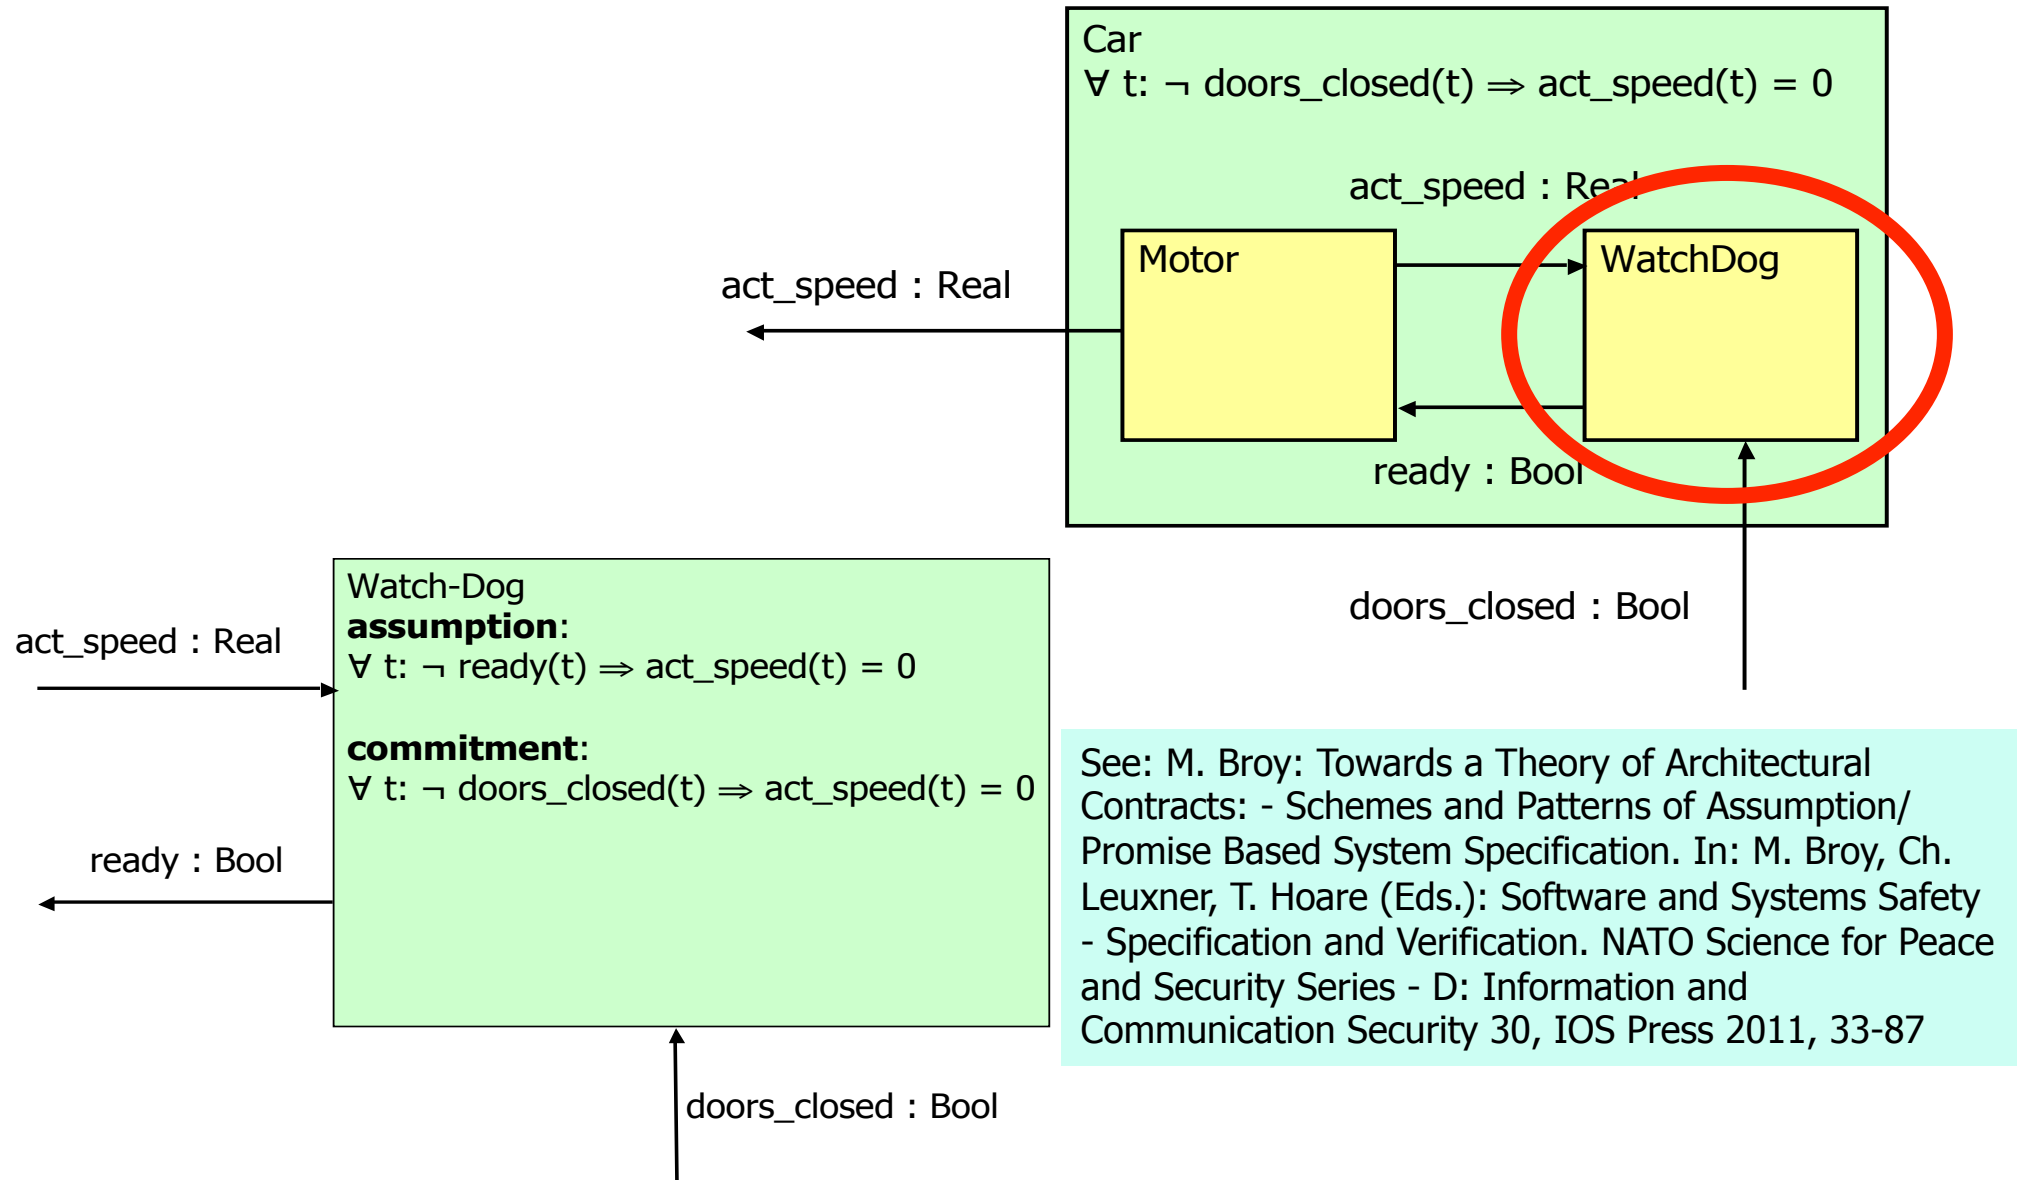 Car
∀ t: ¬ doors_closed(t) ⇒ act_speed(t) = 0
act_speed : Real
Motor
WatchDog
act_speed : Real
ready : Bool
doors_closed : Bool
Watch-Dog
assumption:
∀ t: ¬ ready(t) ⇒ act_speed(t) = 0
commitment:
∀ t: ¬ doors_closed(t) ⇒ act_speed(t) = 0
act_speed : Real
ready : Bool
doors_closed : Bool
See: M. Broy: Towards a Theory of Architectural
Contracts: - Schemes and Patterns of Assumption/
Promise Based System Specification. In: M. Broy, Ch.
Leuxner, T. Hoare (Eds.): Software and Systems Safety
- Specification and Verification. NATO Science for Peace
and Security Series - D: Information and
Communication Security 30, IOS Press 2011, 33-87